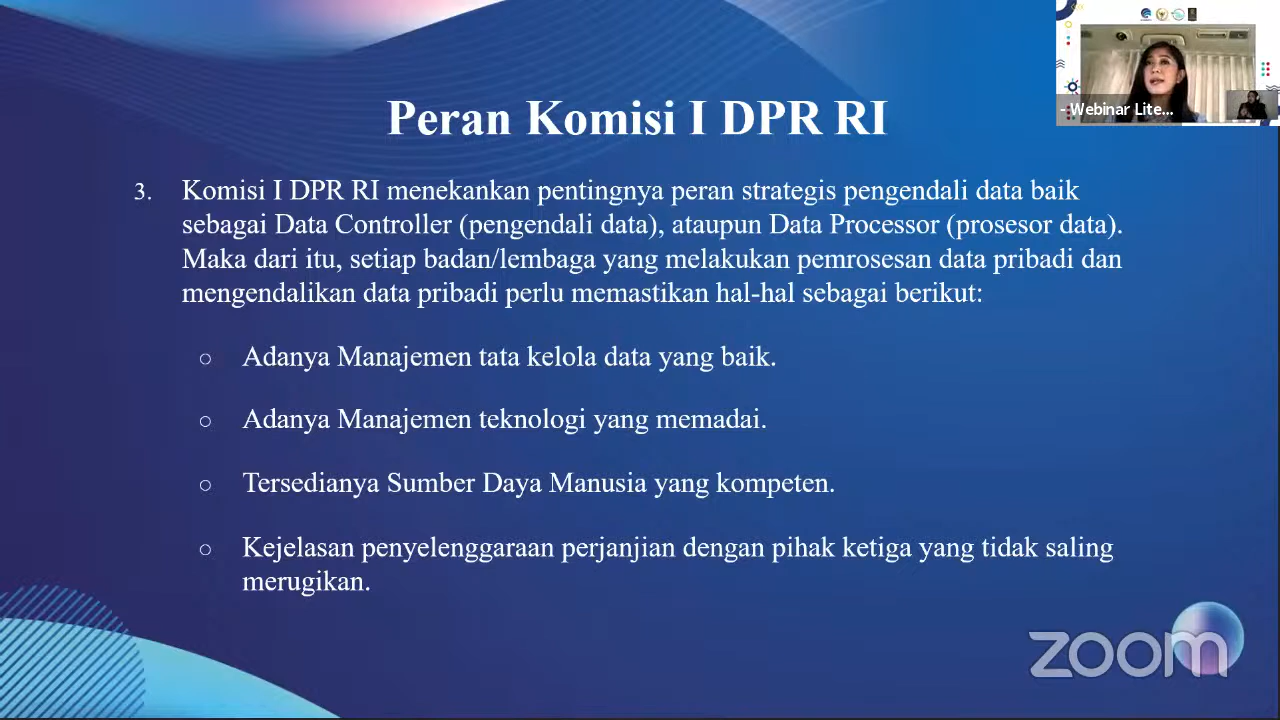 Peran Komisi I DPR RI
- Webinar Lite...
3. Komisi I DPR RI menekankan pentingnya peran strategis pengendali data baik
sebagai Data Controller (pengendali data), ataupun Data Processor (prosesor data).
Maka dari itu, setiap badan/lembaga yang melakukan pemrosesan data pribadi dan
mengendalikan data pribadi perlu memastikan hal-hal sebagai berikut:
○ Adanya Manajemen tata kelola data yang baik.
○ Adanya Manajemen teknologi yang memadai.
○ Tersedianya Sumber Daya Manusia yang kompeten.
○ Kejelasan penyelenggaraan perjanjian dengan pihak ketiga yang tidak saling
merugikan.
zoom